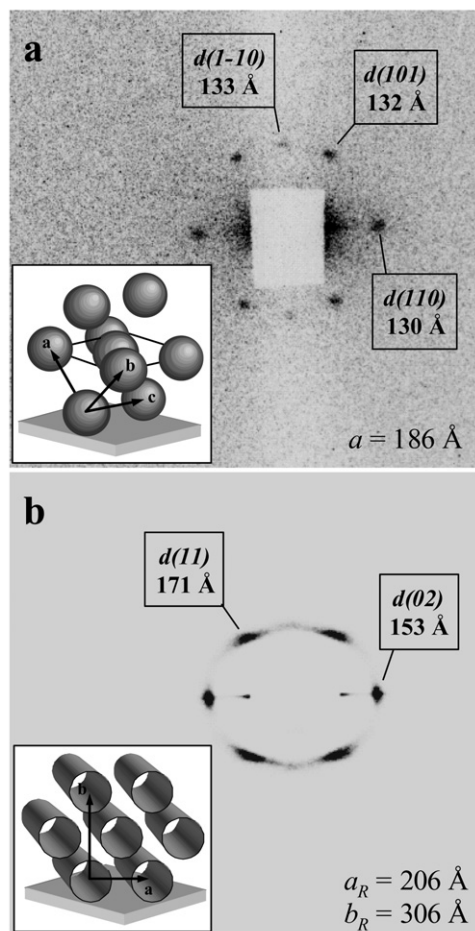 a
d(1-10)
133 Å
d(101)
132 Å
d(110)
130 Å
a
b
c
a = 186 Å
b
d(11)
171 Å
d(02)
153 Å
b
a
a_R = 206 Å
b_R = 306 Å